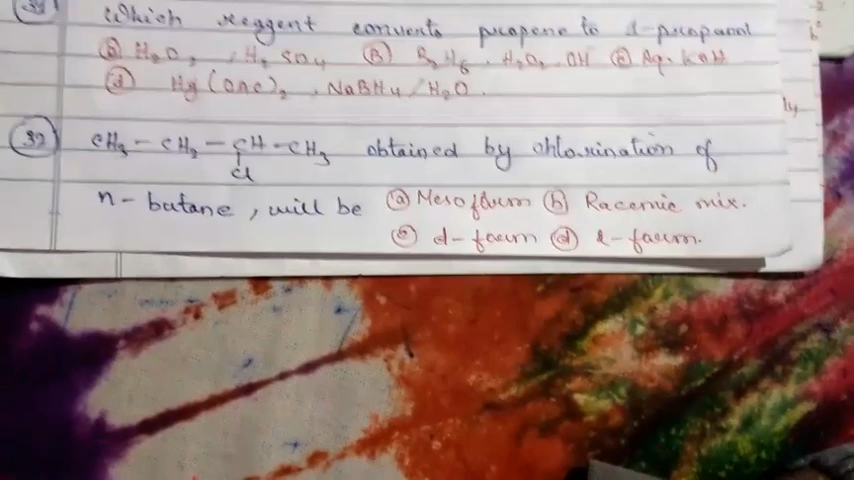 Which reagent converts propene to 1-propanol
(a) H2O, H2SO4 (B) B2H6, H2O2, OH (c) Aq. KOH
(d) Hg(OAC)2, NaBH4/H2O.
32 CH3-CH2-CH-CH3 obtained by chlorination of
Cl
n-butane, will be (a) Meso form (b) Racemic mix.
(c) d-form (d) l-form.